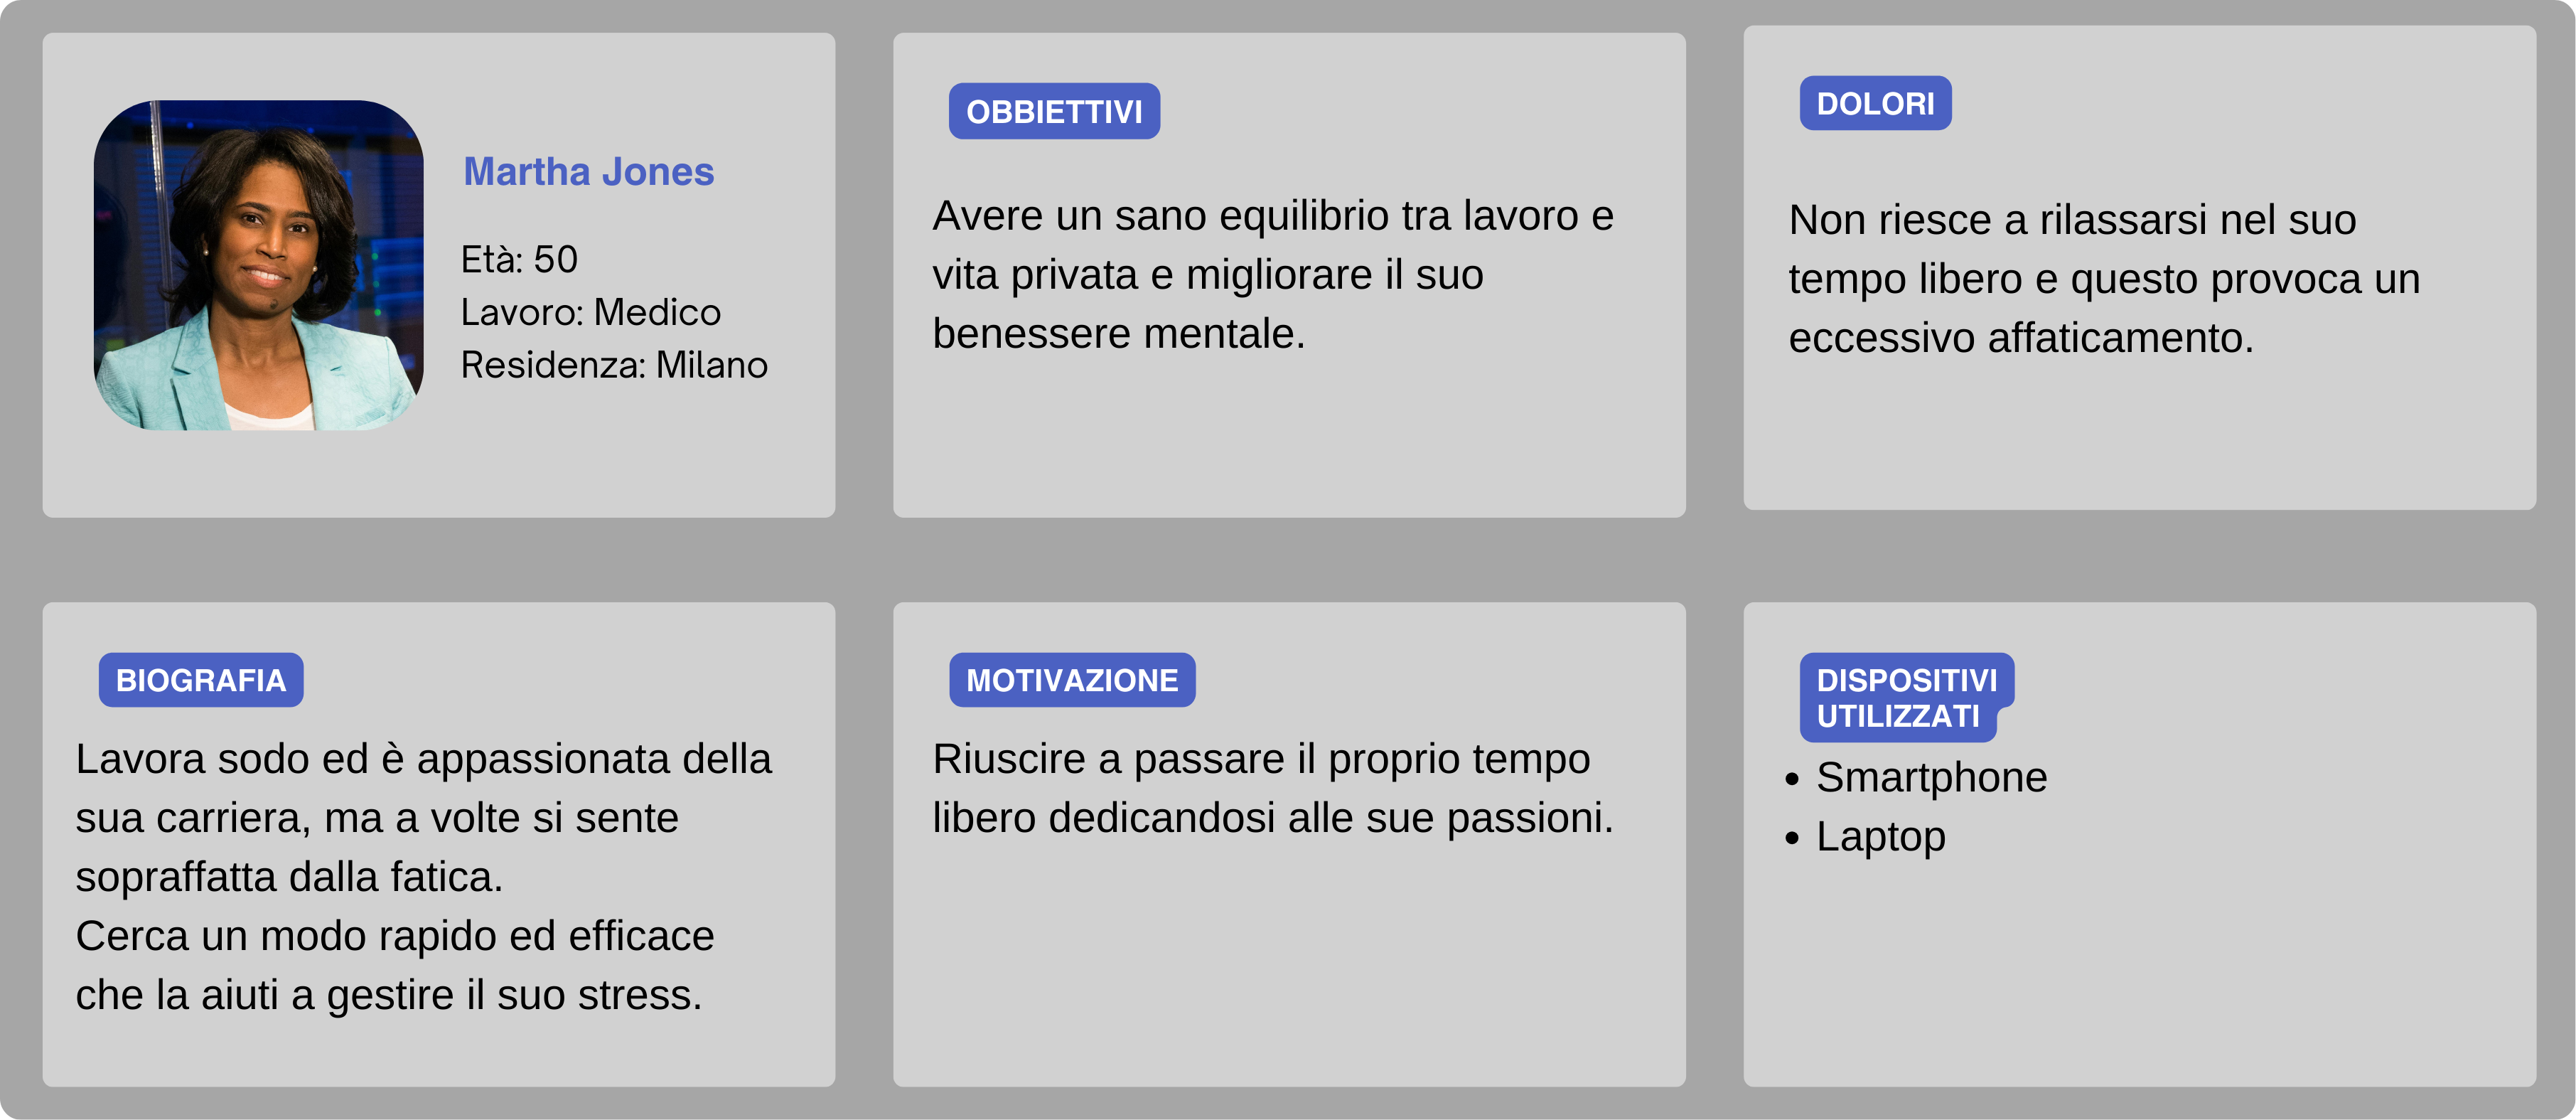 Martha Jones
Età: 50
Lavoro: Medico
Residenza: Milano
OBBIETTIVI
Avere un sano equilibrio tra lavoro e
vita privata e migliorare il suo
benessere mentale.
DOLORI
Non riesce a rilassarsi nel suo
tempo libero e questo provoca un
eccessivo affaticamento.
BIOGRAFIA
Lavora sodo ed è appassionata della
sua carriera, ma a volte si sente
sopraffatta dalla fatica.
Cerca un modo rapido ed efficace
che la aiuti a gestire il suo stress.
MOTIVAZIONE
Riuscire a passare il proprio tempo
libero dedicandosi alle sue passioni.
DISPOSITIVI
UTILIZZATI
• Smartphone
• Laptop